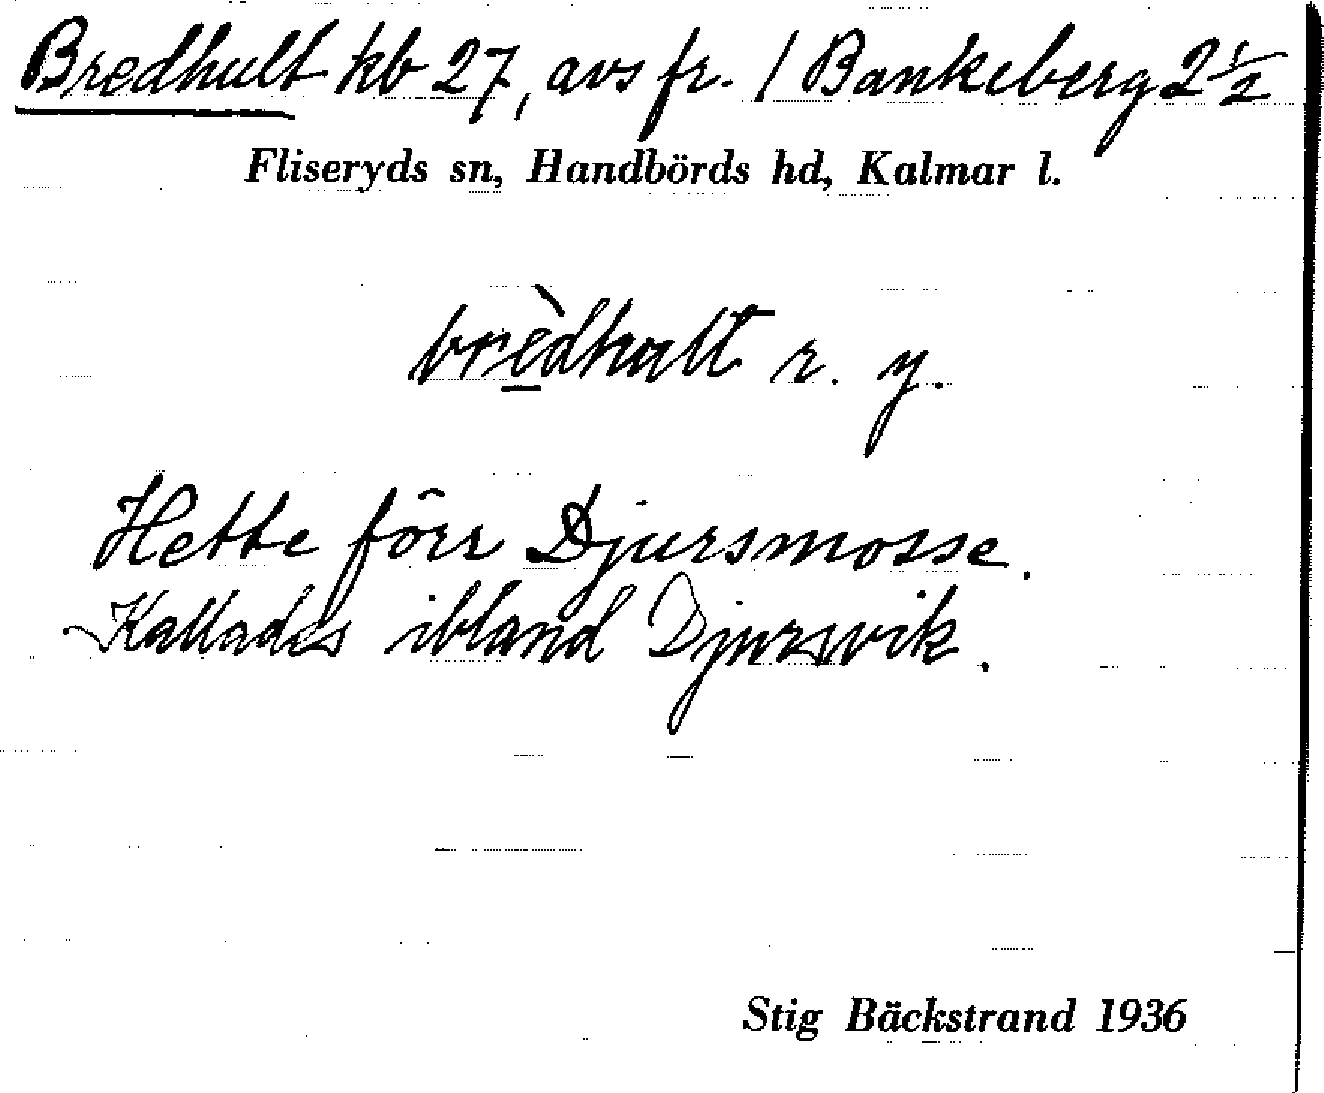 Bredhult kb 27, avs fr. / Bankeberg 2 1/2
Fliseryds sn, Handbörds hd, Kalmar l.
brèdhult r. y.
Hette förr Djursmosse.
Kallades ibland Djursvik.
Stig Bäckstrand 1936